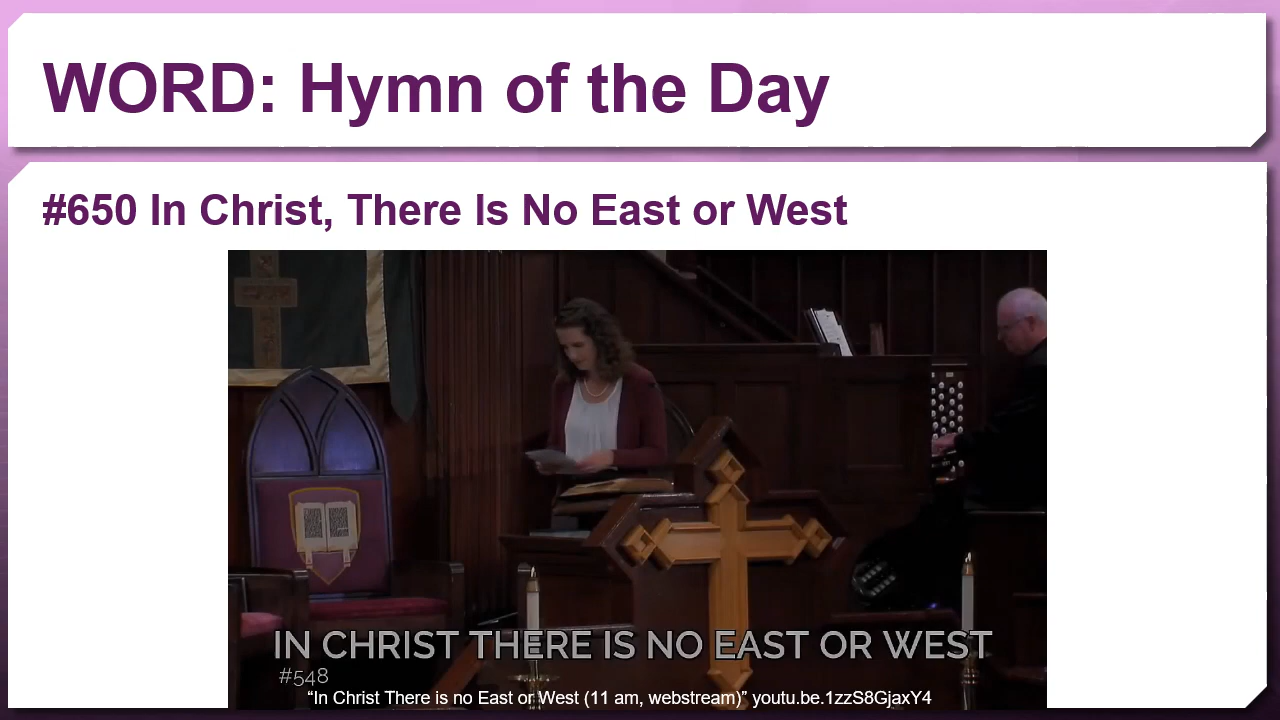 WORD: Hymn of the Day
#650 In Christ, There Is No East or West
IN CHRIST THERE IS NO EAST OR WEST
#548
“In Christ There is no East or West (11 am, webstream)” youtu.be.1zzS8GjaxY4